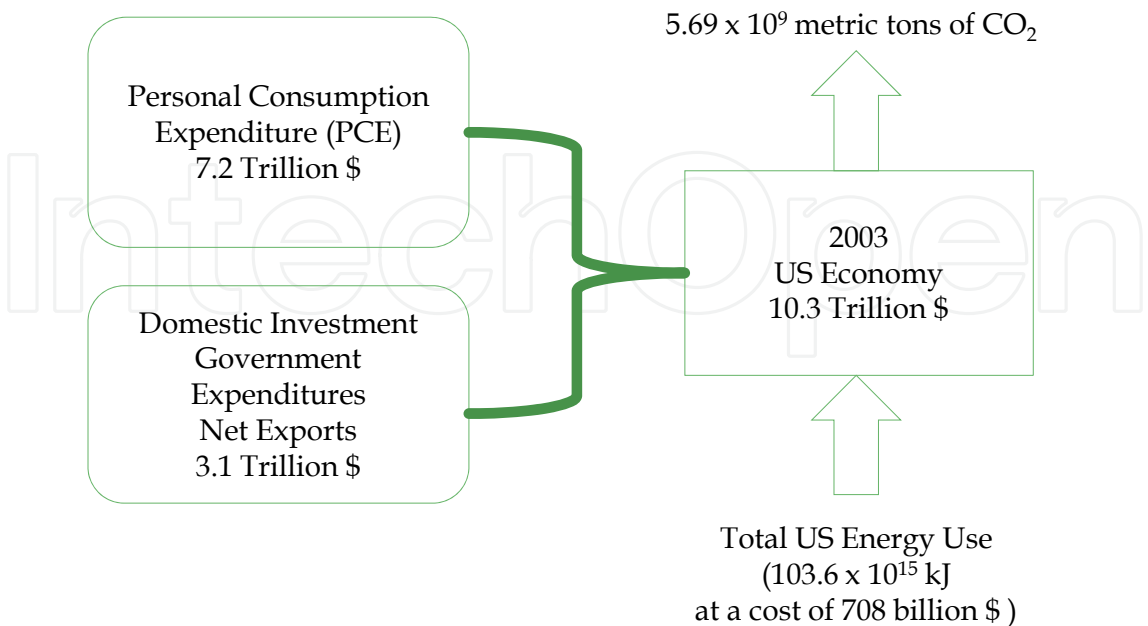 5.69 x 10⁹ metric tons of CO₂
Personal Consumption
Expenditure (PCE)
7.2 Trillion $
Domestic Investment
Government
Expenditures
Net Exports
3.1 Trillion $
2003
US Economy
10.3 Trillion $
Total US Energy Use
(103.6 x 10¹⁵ kJ
at a cost of 708 billion $ )
IntechOpen